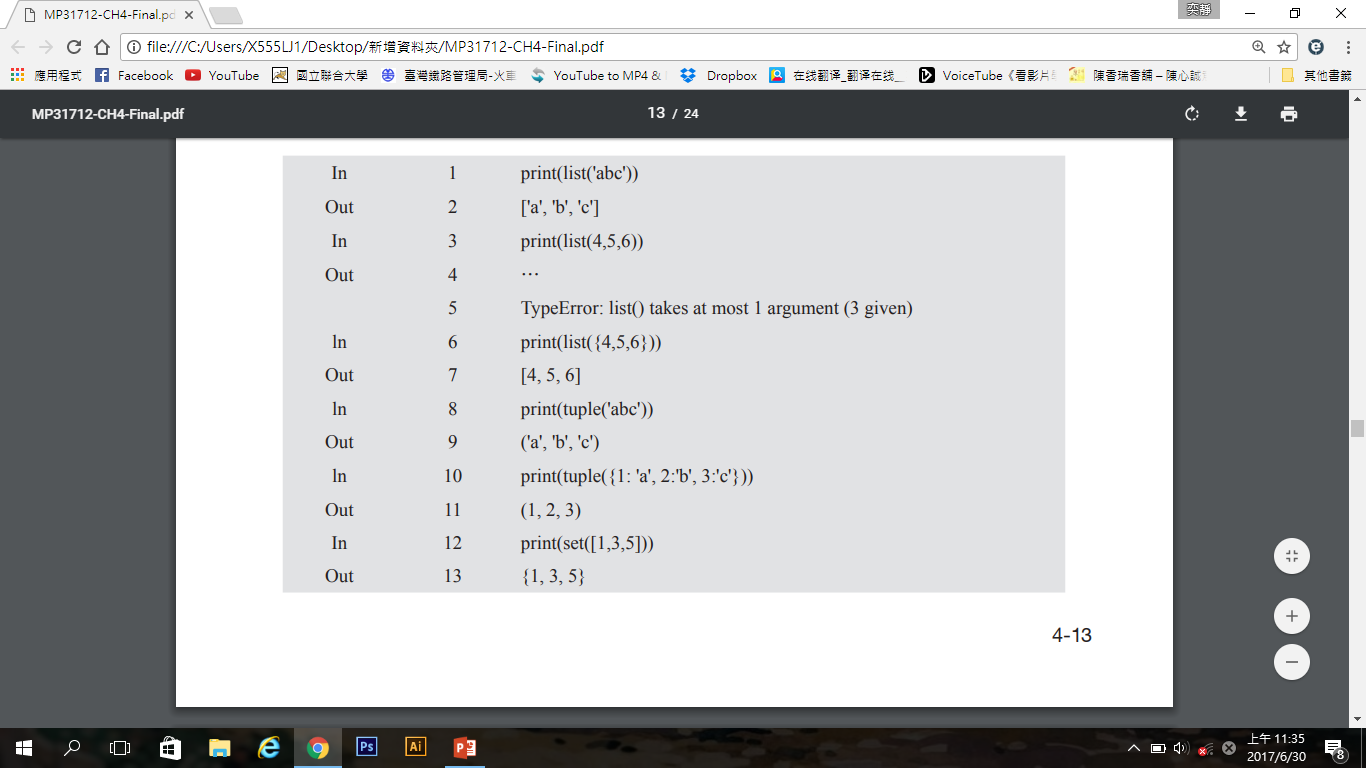 MP31712-CH4-Final.pd
奕靜
file:///C:/Users/X555LJ1/Desktop/新增資料夾/MP31712-CH4-Final.pdf
應用程式 Facebook YouTube 國立聯合大學 臺灣鐵路管理局-火車 YouTube to MP4 & Dropbox 在线翻译_翻译在线_ VoiceTube《看影片 陳香瑞香鋪 – 陳心誠 其他書籤
MP31712-CH4-Final.pdf 13 / 24
In 1 print(list('abc'))
Out 2 ['a', 'b', 'c']
In 3 print(list(4,5,6))
Out 4 ⋯
5 TypeError: list() takes at most 1 argument (3 given)
ln 6 print(list({4,5,6}))
Out 7 [4, 5, 6]
ln 8 print(tuple('abc'))
Out 9 ('a', 'b', 'c')
ln 10 print(tuple({1: 'a', 2:'b', 3:'c'}))
Out 11 (1, 2, 3)
In 12 print(set([1,3,5]))
Out 13 {1, 3, 5}
4-13
Ps Ai P
上午 11:35
2017/6/30
8